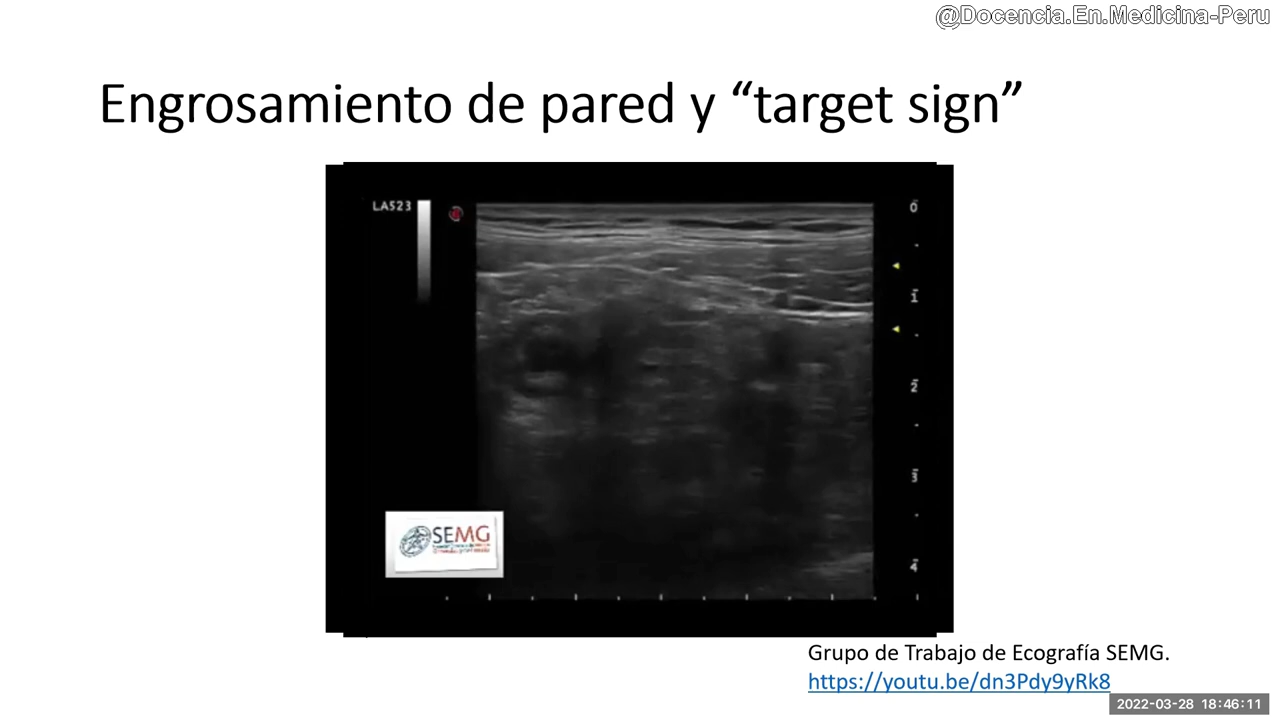 @Docencia.En.Medicina-Peru
Engrosamiento de pared y “target sign”
LA523
0
1
2
3
4
SEMG
Grupo de Trabajo de Ecografía SEMG.
https://youtu.be/dn3Pdy9yRk8
2022-03-28 18:46:11